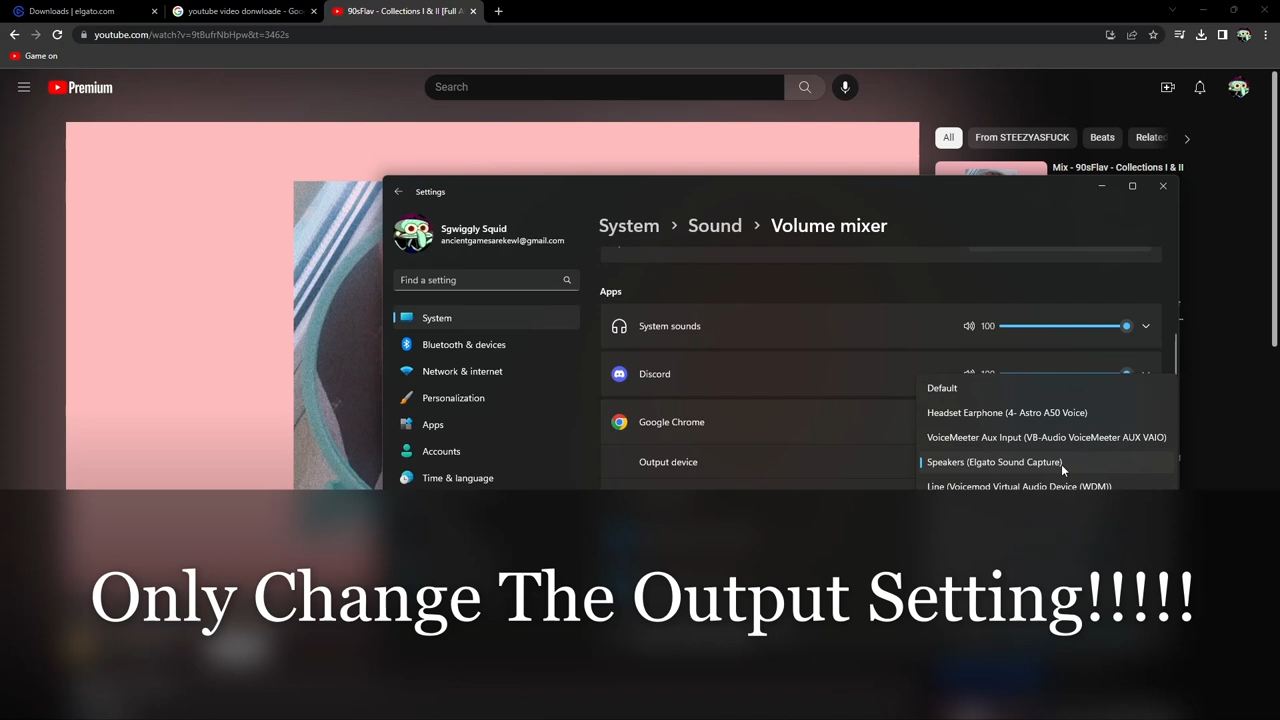 Downloads | elgato.com
youtube video donwloade - Goo
90sFlav - Collections I & II [Full A
youtube.com/watch?v=9tBufrNbHpw&t=3462s
Game on
Premium
Search
All
From STEEZYASFUCK
Beats
Related
Mix - 90sFlav - Collections I & II
Settings
Sgwiggly Squid
ancientgamesarekewl@gmail.com
Find a setting
System
Bluetooth & devices
Network & internet
Personalization
Apps
Accounts
Time & language
System > Sound > Volume mixer
Apps
System sounds
100
Discord
100
Google Chrome
Output device
Default
Headset Earphone (4- Astro A50 Voice)
VoiceMeeter Aux Input (VB-Audio VoiceMeeter AUX VAIO)
Speakers (Elgato Sound Capture)
Line (Voicemod Virtual Audio Device (WDM))
Only Change The Output Setting!!!!!